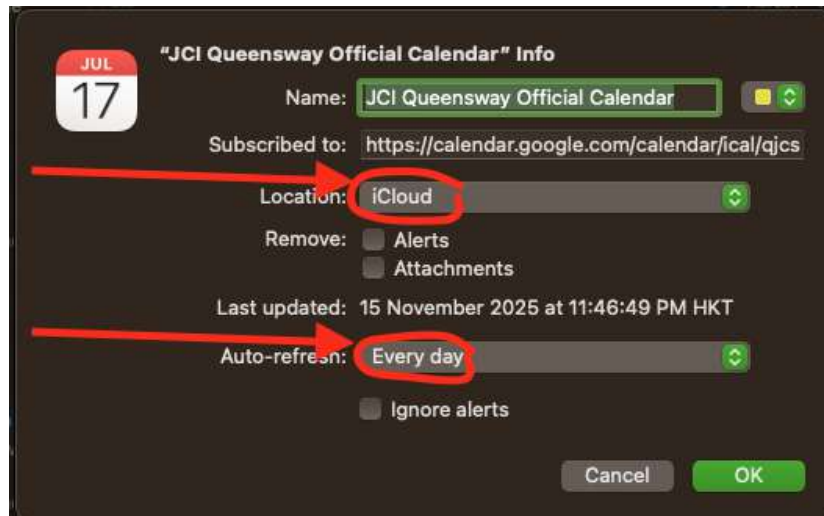 JUL
17
“JCI Queensway Official Calendar” Info
Name: JCI Queensway Official Calendar
Subscribed to: https://calendar.google.com/calendar/ical/qjcs
Location: iCloud
Remove: Alerts
Attachments
Last updated: 15 November 2025 at 11:46:49 PM HKT
Auto-refresh: Every day
Ignore alerts
Cancel OK